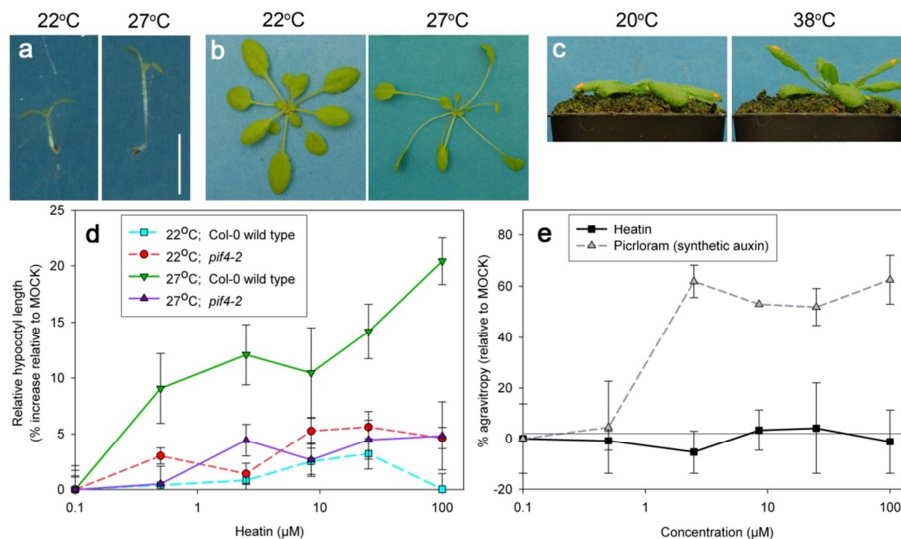 22°C 27°C 22°C 27°C 20°C 38°C
a b c
25
20
15
10
5
0
Relative hypocotyl length
(% increase relative to MOCK)
d
22°C; Col-0 wild type
22°C; pif4-2
27°C; Col-0 wild type
27°C; pif4-2
1 10 100
Heatin (µM)
80
60
40
20
0
-20
% agravitropy (relative to MOCK)
e
Heatin
Picrloram (synthetic auxin)
0.1 1 10 100
Concentration (µM)